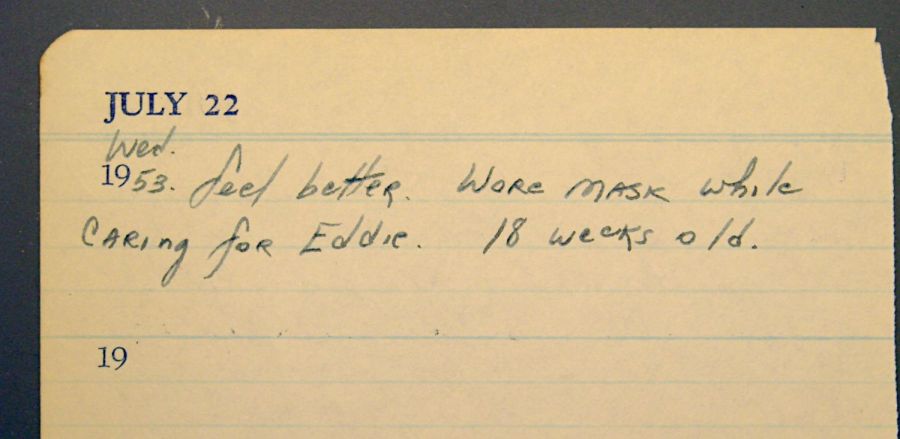 JULY 22
Wed.
1953. feel better. Wore MASK while
CARing for Eddie. 18 weeks old.
19